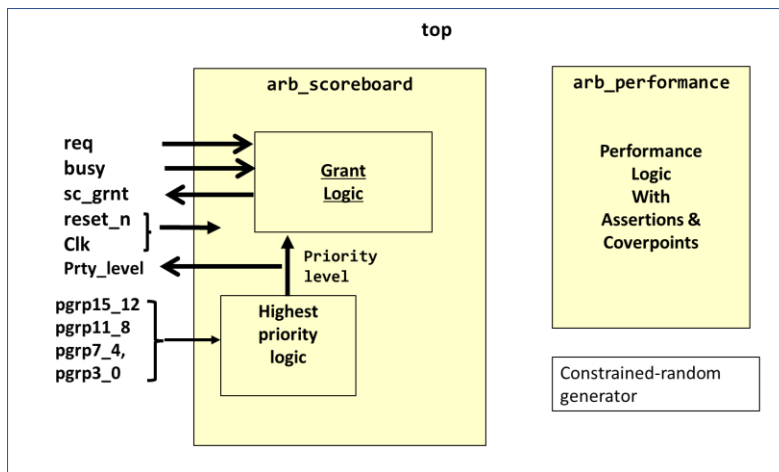 top
arb_scoreboard
req
busy
sc_grnt
reset_n
Clk
Prty_level
pgrp15_12
pgrp11_8
pgrp7_4,
pgrp3_0
Grant
Logic
Priority
level
Highest
priority
logic
arb_performance
Performance
Logic
With
Assertions &
Coverpoints
Constrained-random
generator